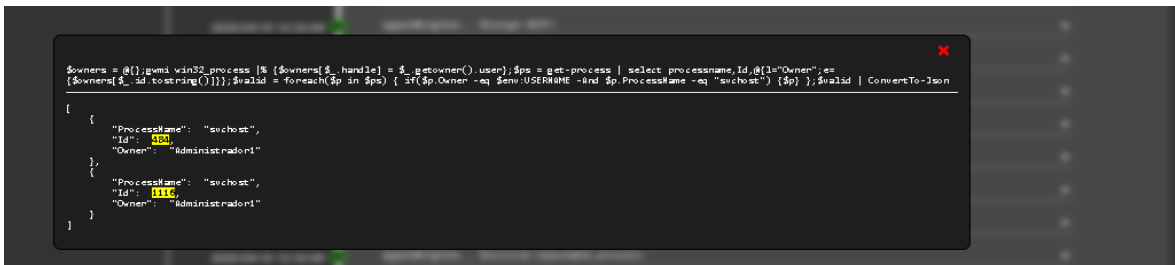 $owners = @{};gwmi win32_process |% {$owners[$_.handle] = $_.getowner().user};$ps = get-process | select processname,Id,@{l="Owner";e=
{$owners[$_.id.tostring()]}};$valid = foreach($p in $ps) { if($p.Owner -eq $env:USERNAME -And $p.ProcessName -eq "svchost") {$p} };$valid | ConvertTo-Json
[
{
"ProcessName": "svchost",
"Id": 484,
"Owner": "Administrador1"
},
{
"ProcessName": "svchost",
"Id": 1116,
"Owner": "Administrador1"
}
]